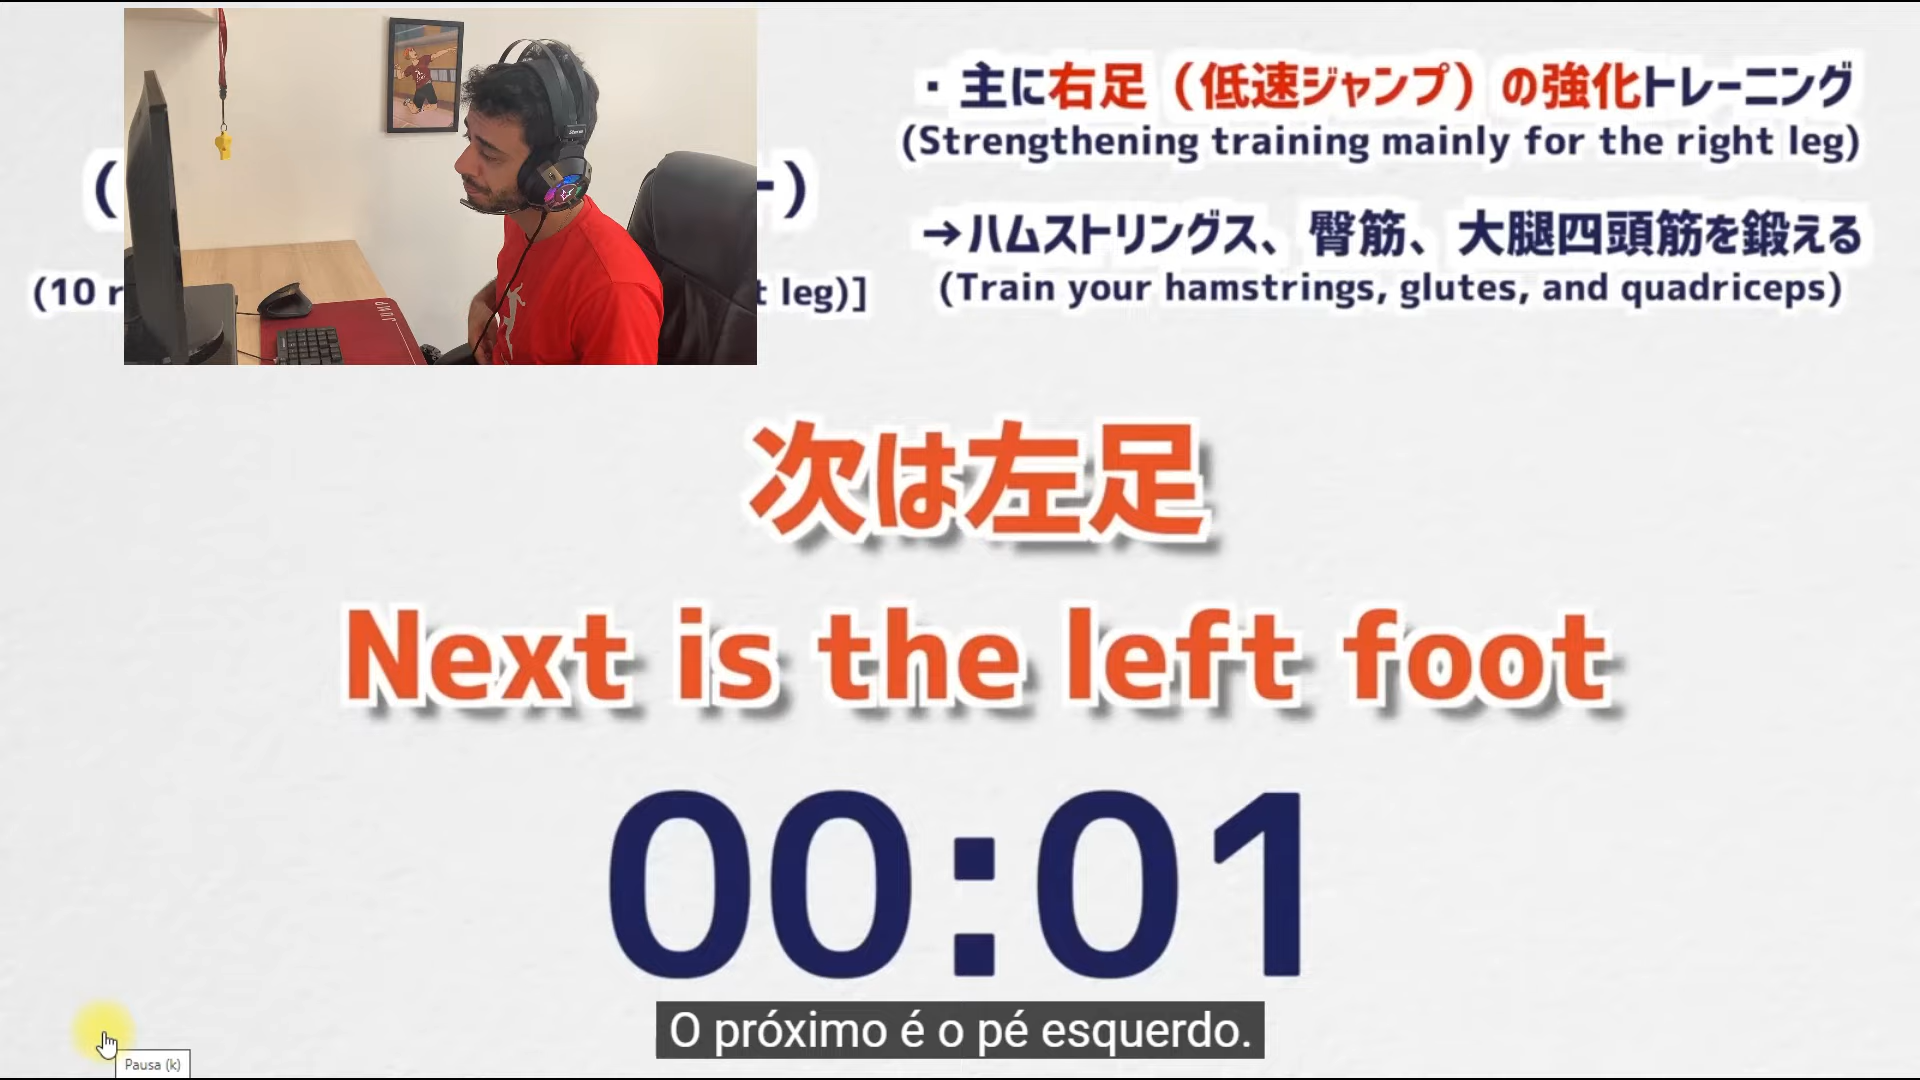 ・主に右足（低速ジャンプ）の強化トレーニング
(Strengthening training mainly for the right leg)
→ハムストリングス、臀筋、大腿四頭筋を鍛える
(Train your hamstrings, glutes, and quadriceps)
(
ー)
(10 r
t leg)]
JUMP
次は左足
Next is the left foot
00:01
O próximo é o pé esquerdo.
Pausa (k)